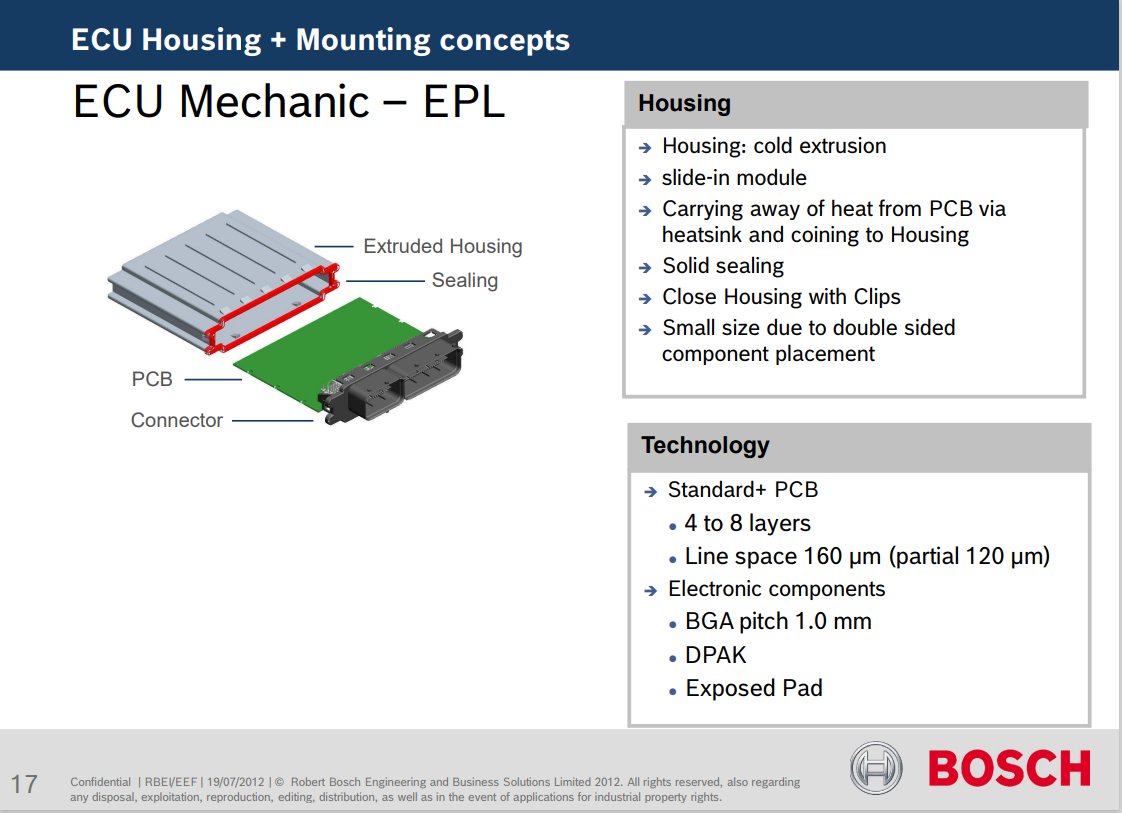 ECU Housing + Mounting concepts
ECU Mechanic – EPL
Extruded Housing
Sealing
PCB
Connector
Housing
➔ Housing: cold extrusion
➔ slide-in module
➔ Carrying away of heat from PCB via
heatsink and coining to Housing
➔ Solid sealing
➔ Close Housing with Clips
➔ Small size due to double sided
component placement
Technology
➔ Standard+ PCB
• 4 to 8 layers
• Line space 160 µm (partial 120 µm)
➔ Electronic components
• BGA pitch 1.0 mm
• DPAK
• Exposed Pad
17
Confidential | RBEI/EEF | 19/07/2012 | © Robert Bosch Engineering and Business Solutions Limited 2012. All rights reserved, also regarding
any disposal, exploitation, reproduction, editing, distribution, as well as in the event of applications for industrial property rights.
BOSCH